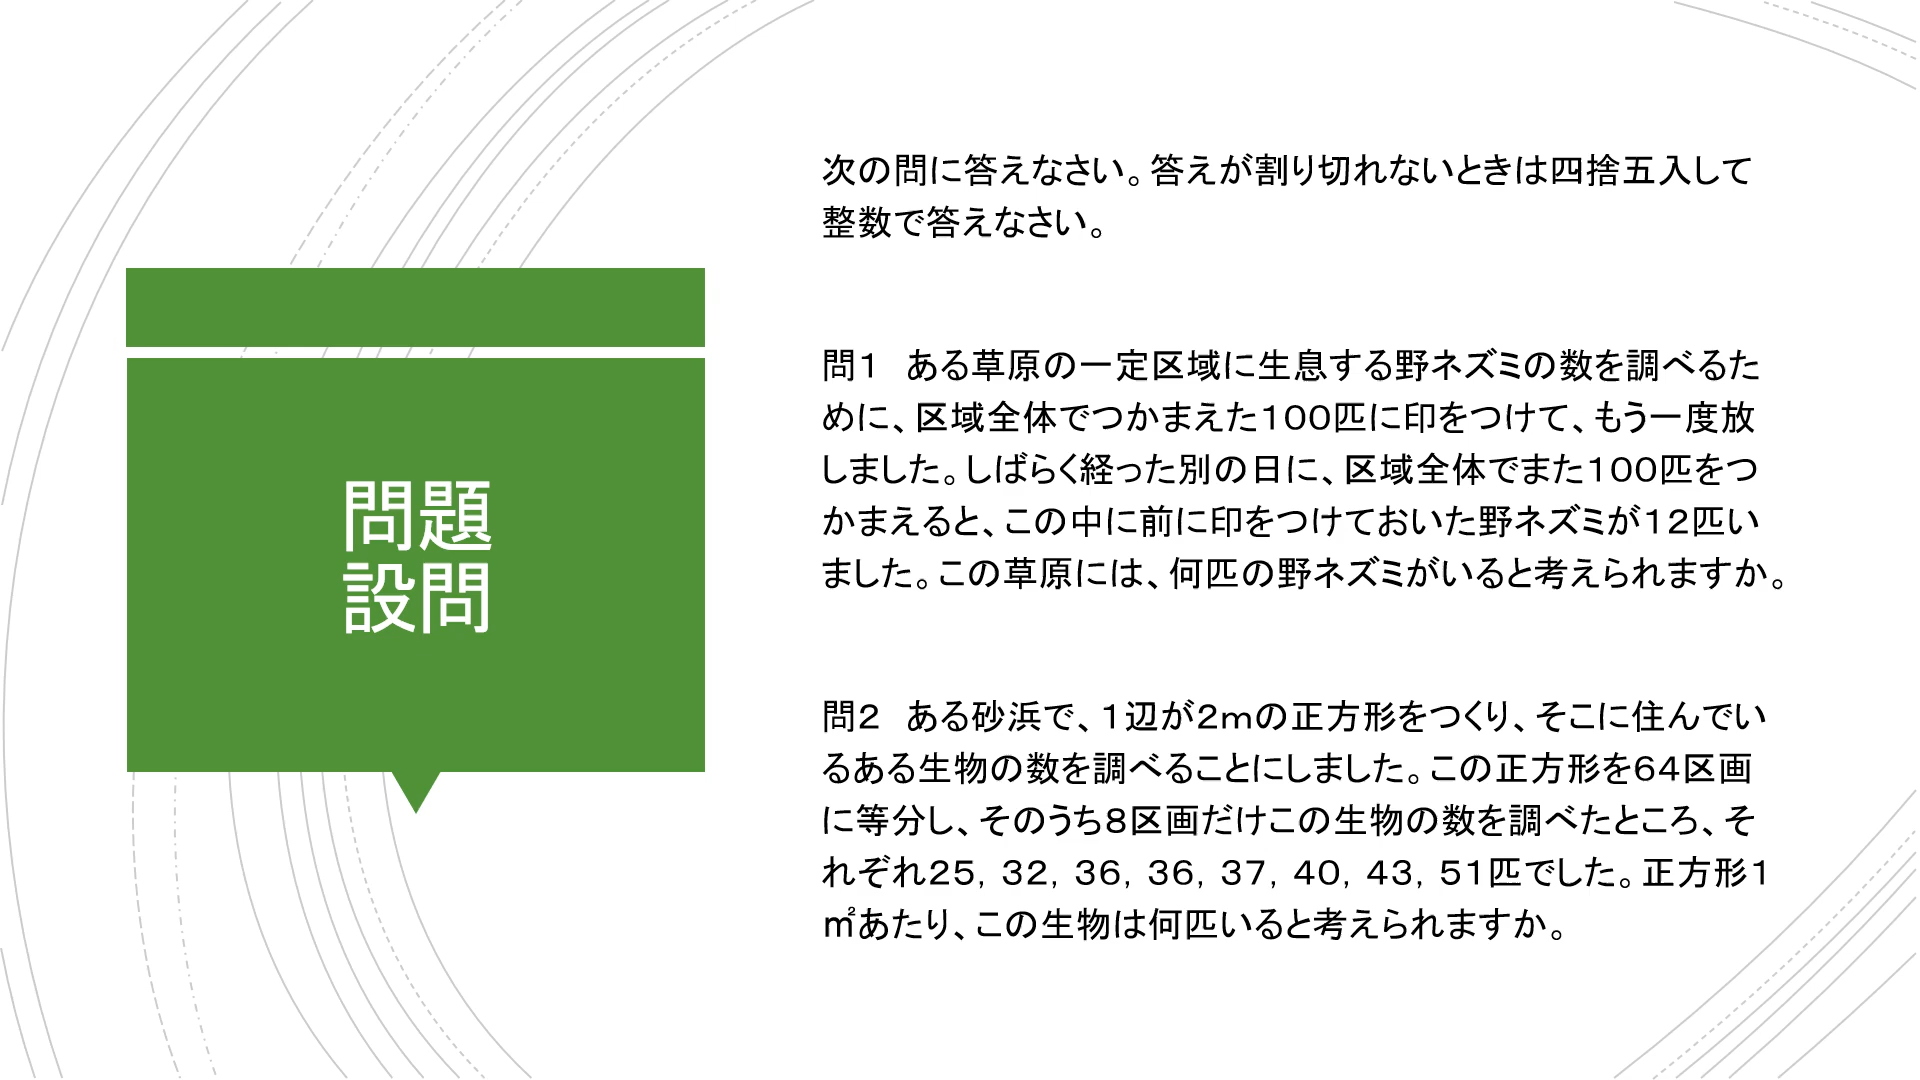 問題
設問
次の問に答えなさい。答えが割り切れないときは四捨五入して
整数で答えなさい。
問１　ある草原の一定区域に生息する野ネズミの数を調べるた
めに、区域全体でつかまえた１００匹に印をつけて、もう一度放
しました。しばらく経った別の日に、区域全体でまた１００匹をつ
かまえると、この中に前に印をつけておいた野ネズミが１２匹い
ました。この草原には、何匹の野ネズミがいると考えられますか。
問２　ある砂浜で、１辺が２ｍの正方形をつくり、そこに住んでい
るある生物の数を調べることにしました。この正方形を６４区画
に等分し、そのうち８区画だけこの生物の数を調べたところ、そ
れぞれ２５，３２，３６，３６，３７，４０，４３，５１匹でした。正方形１
㎡あたり、この生物は何匹いると考えられますか。